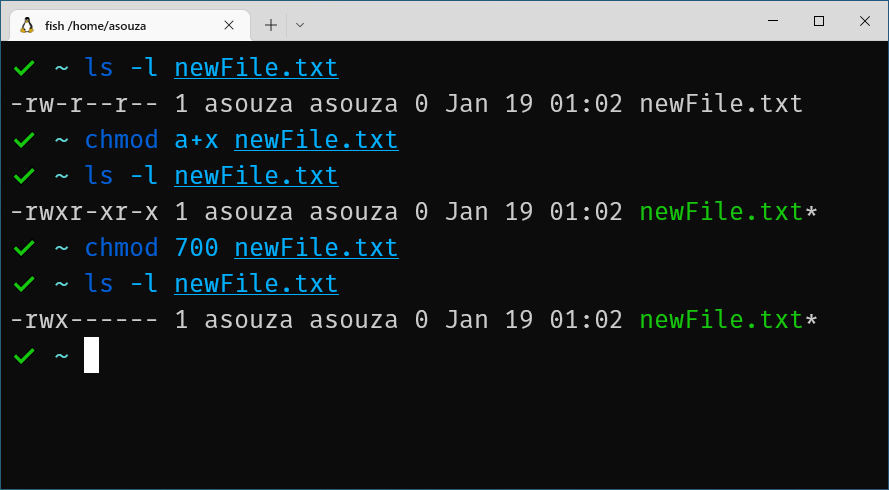 fish /home/asouza
~ ls -l newFile.txt
-rw-r--r-- 1 asouza asouza 0 Jan 19 01:02 newFile.txt
~ chmod a+x newFile.txt
~ ls -l newFile.txt
-rwxr-xr-x 1 asouza asouza 0 Jan 19 01:02 newFile.txt*
~ chmod 700 newFile.txt
~ ls -l newFile.txt
-rwx------ 1 asouza asouza 0 Jan 19 01:02 newFile.txt*
~